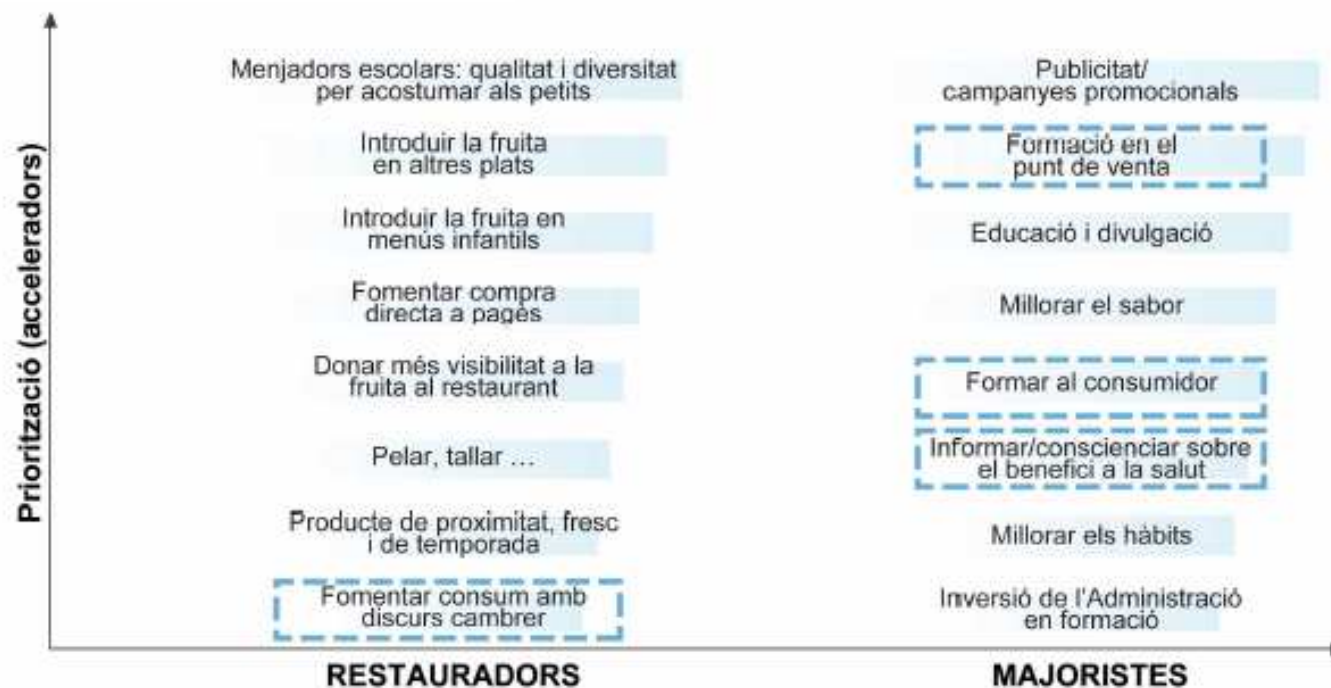 Priorització (acceleradors)
Menjadors escolars: qualitat i diversitat
per acostumar als petits
Introduir la fruita
en altres plats
Introduir la fruita en
menús infantils
Fomentar compra
directa a pagès
Donar més visibilitat a la
fruita al restaurant
Pelar, tallar …
Producte de proximitat, fresc
i de temporada
Fomentar consum amb
discurs cambrer
RESTAURADORS
Publicitat/
campanyes promocionals
Formació en el
punt de venta
Educació i divulgació
Millorar el sabor
Formar al consumidor
Informar/conscienciar sobre
el benefici a la salut
Millorar els hàbits
Inversió de l'Administració
en formació
MAJORISTES